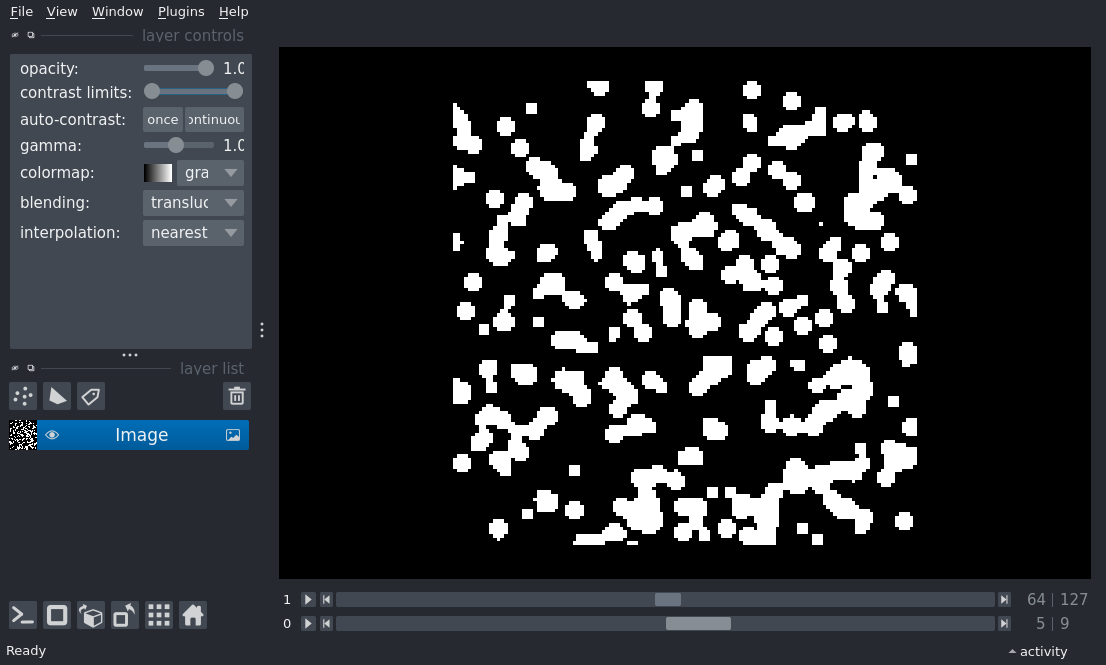 File View Window Plugins Help
layer controls
opacity: 1.0
contrast limits:
auto-contrast: once ontinuou
gamma: 1.0
colormap: gra
blending: transluc
interpolation: nearest
layer list
Image
1 64 | 127
0 5 | 9
Ready activity